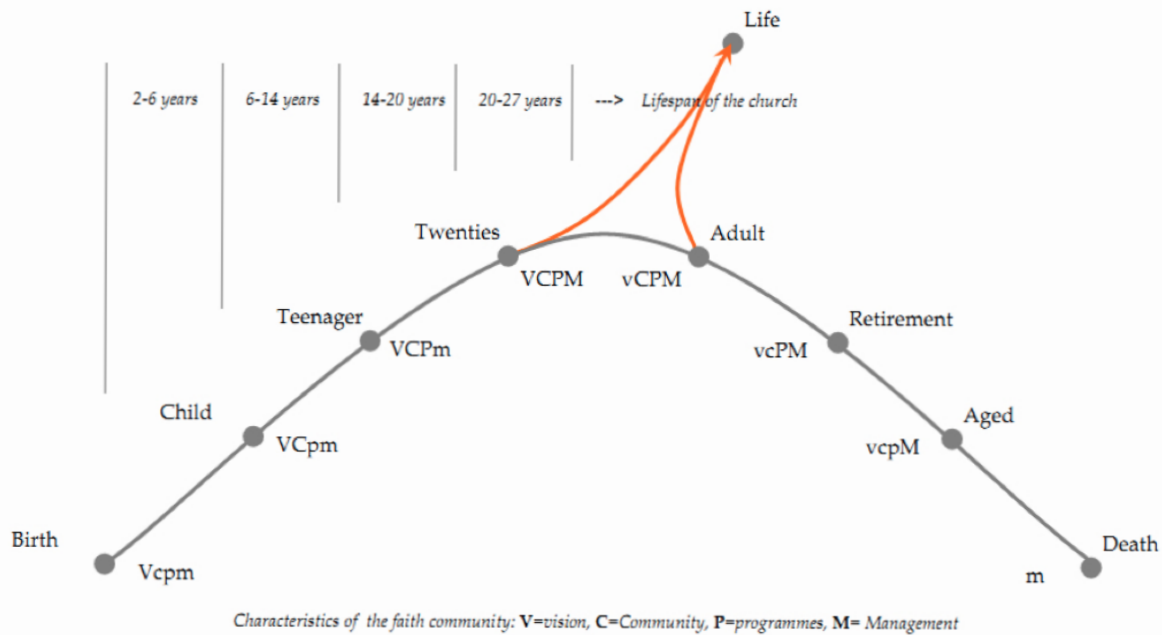 Life
2-6 years 6-14 years 14-20 years 20-27 years ---> Lifespan of the church
Twenties Adult
VCPM vCPM
Teenager Retirement
VCPm vcPM
Child Aged
VCpm vcpM
Birth Death
Vcpm m
Characteristics of the faith community: V=vision, C=Community, P=programmes, M= Management